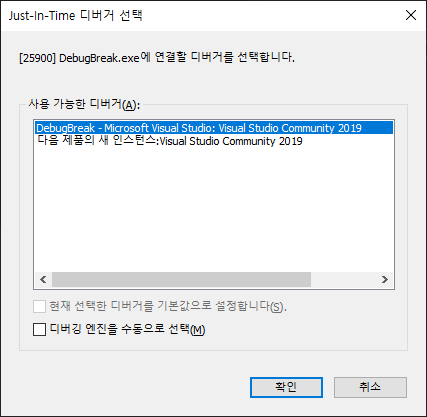 Just-In-Time 디버거 선택
[25900] DebugBreak.exe에 연결할 디버거를 선택합니다.
사용 가능한 디버거(A):
DebugBreak - Microsoft Visual Studio: Visual Studio Community 2019
다음 제품의 새 인스턴스:Visual Studio Community 2019
현재 선택한 디버거를 기본값으로 설정합니다(S).
디버깅 엔진을 수동으로 선택(M)
확인
취소